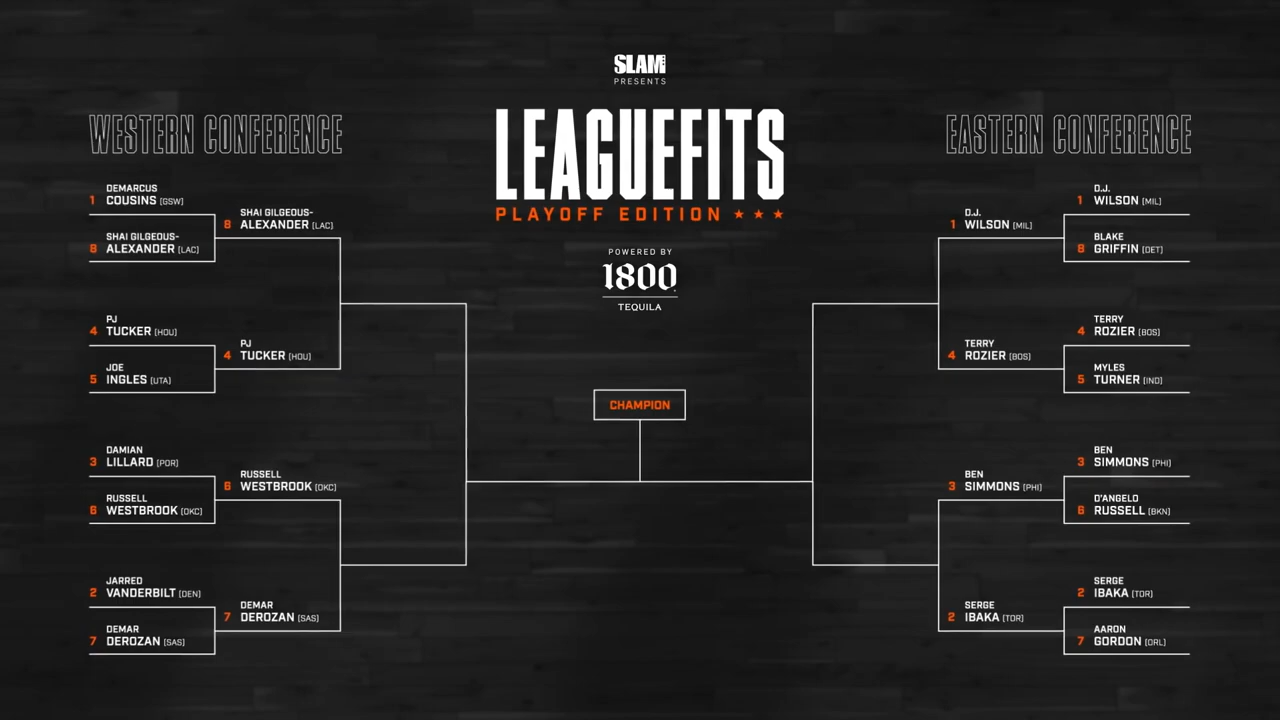 SLAM
PRESENTS
LEAGUEFITS
PLAYOFF EDITION
POWERED BY
1800
TEQUILA
WESTERN CONFERENCE
DEMARCUS
1 COUSINS (GSW)
SHAI GILGEOUS-
8 ALEXANDER (LAC)
SHAI GILGEOUS-
8 ALEXANDER (LAC)
PJ
4 TUCKER (HOU)
JOE
5 INGLES (UTA)
PJ
4 TUCKER (HOU)
DAMIAN
3 LILLARD (POR)
RUSSELL
6 WESTBROOK (OKC)
RUSSELL
6 WESTBROOK (OKC)
JARRED
2 VANDERBILT (DEN)
DEMAR
7 DEROZAN (SAS)
DEMAR
7 DEROZAN (SAS)
CHAMPION
EASTERN CONFERENCE
D.J.
1 WILSON (MIL)
D.J.
1 WILSON (MIL)
BLAKE
8 GRIFFIN (DET)
TERRY
4 ROZIER (BOS)
TERRY
4 ROZIER (BOS)
MYLES
5 TURNER (IND)
BEN
3 SIMMONS (PHI)
BEN
3 SIMMONS (PHI)
D'ANGELO
6 RUSSELL (BKN)
SERGE
2 IBAKA (TOR)
SERGE
2 IBAKA (TOR)
AARON
7 GORDON (ORL)